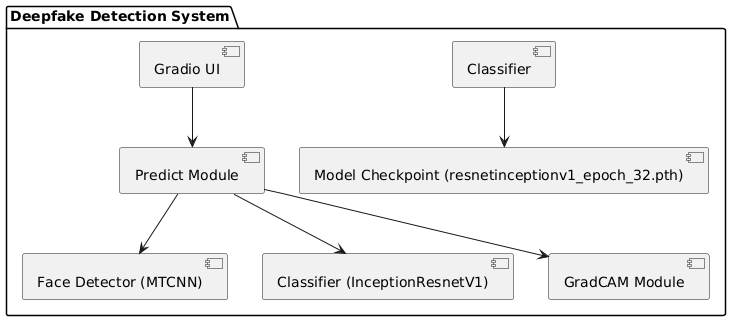 Deepfake Detection System
Gradio UI
Classifier
Predict Module
Model Checkpoint (resnetinceptionv1_epoch_32.pth)
Face Detector (MTCNN)
Classifier (InceptionResnetV1)
GradCAM Module